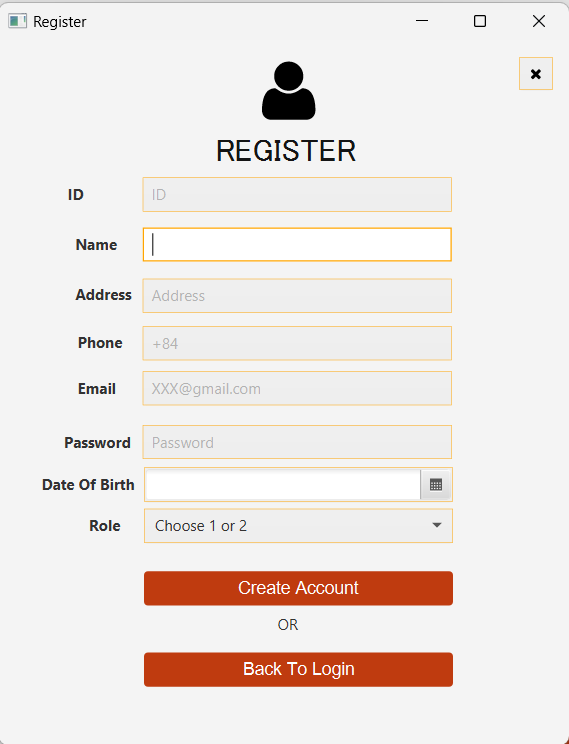 Register
REGISTER
ID ID
Name
Address Address
Phone +84
Email XXX@gmail.com
Password Password
Date Of Birth
Role Choose 1 or 2
Create Account
OR
Back To Login